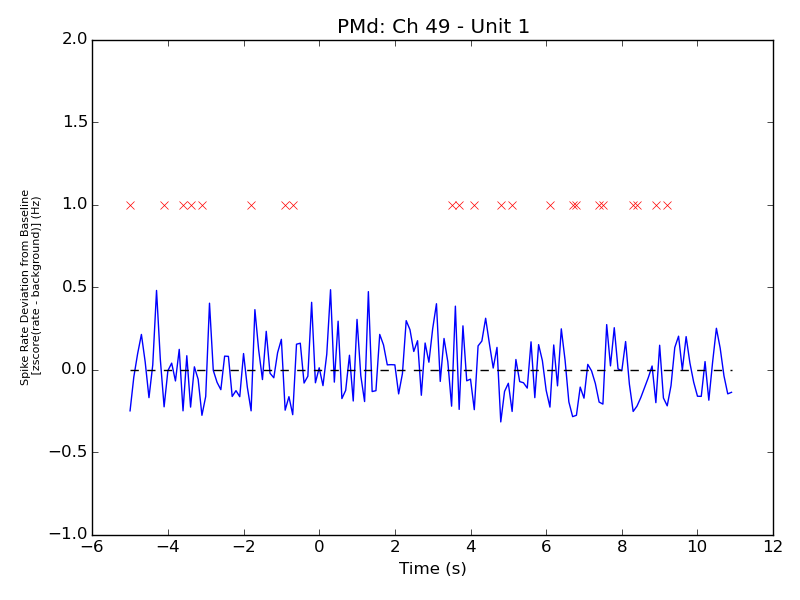 PMd: Ch 49 - Unit 1
2.0
1.5
1.0
0.5
0.0
−0.5
−1.0
Spike Rate Deviation from Baseline
[zscore(rate - background)] (Hz)
−6 −4 −2 0 2 4 6 8 10 12
Time (s)